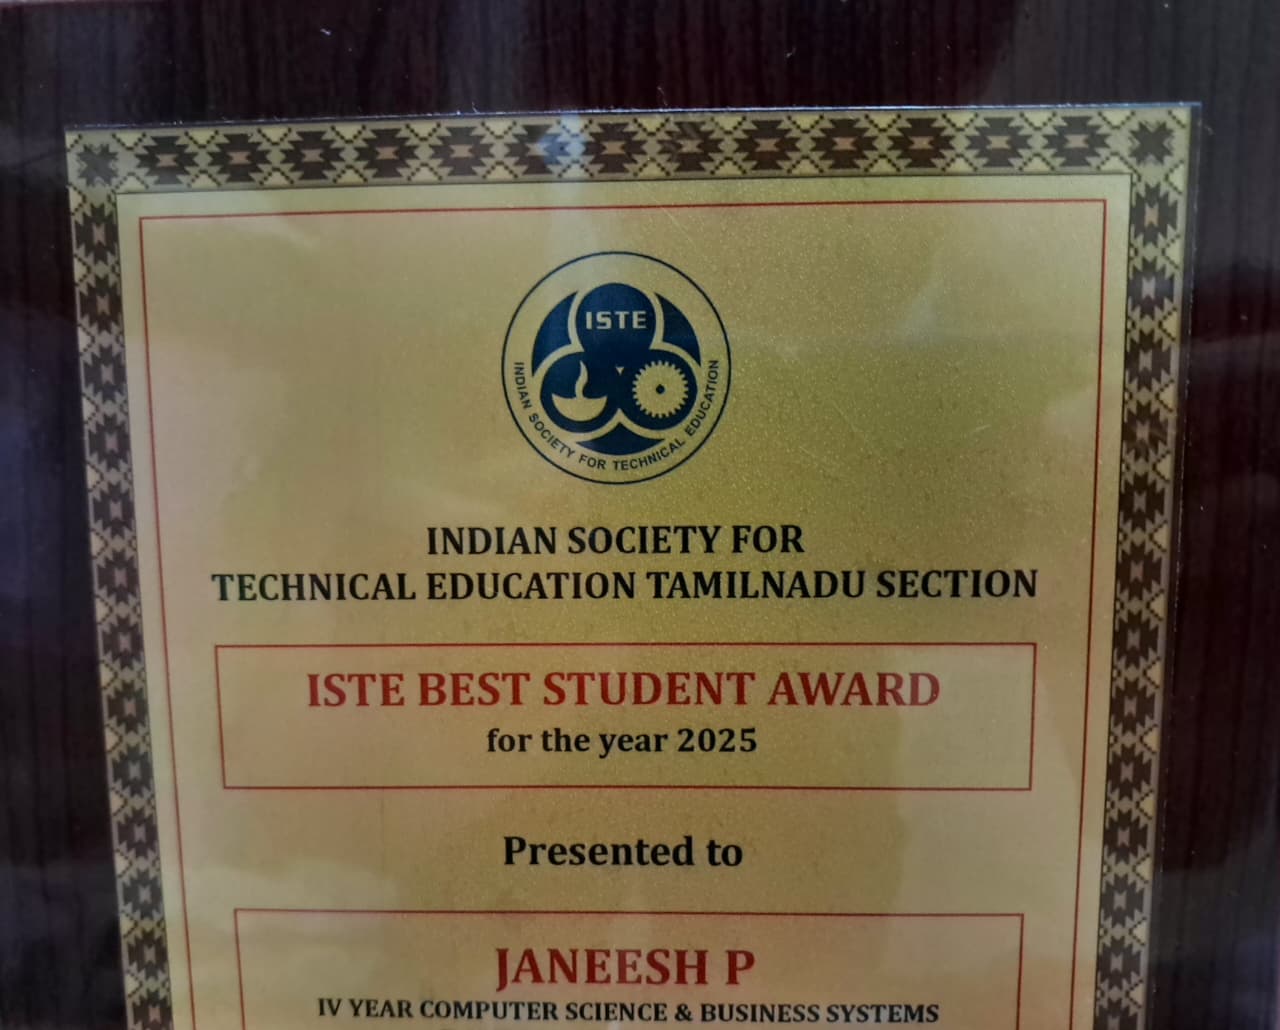 ISTE
INDIAN SOCIETY FOR TECHNICAL EDUCATION
INDIAN SOCIETY FOR
TECHNICAL EDUCATION TAMILNADU SECTION
ISTE BEST STUDENT AWARD
for the year 2025
Presented to
JANEESH P
IV YEAR COMPUTER SCIENCE & BUSINESS SYSTEMS